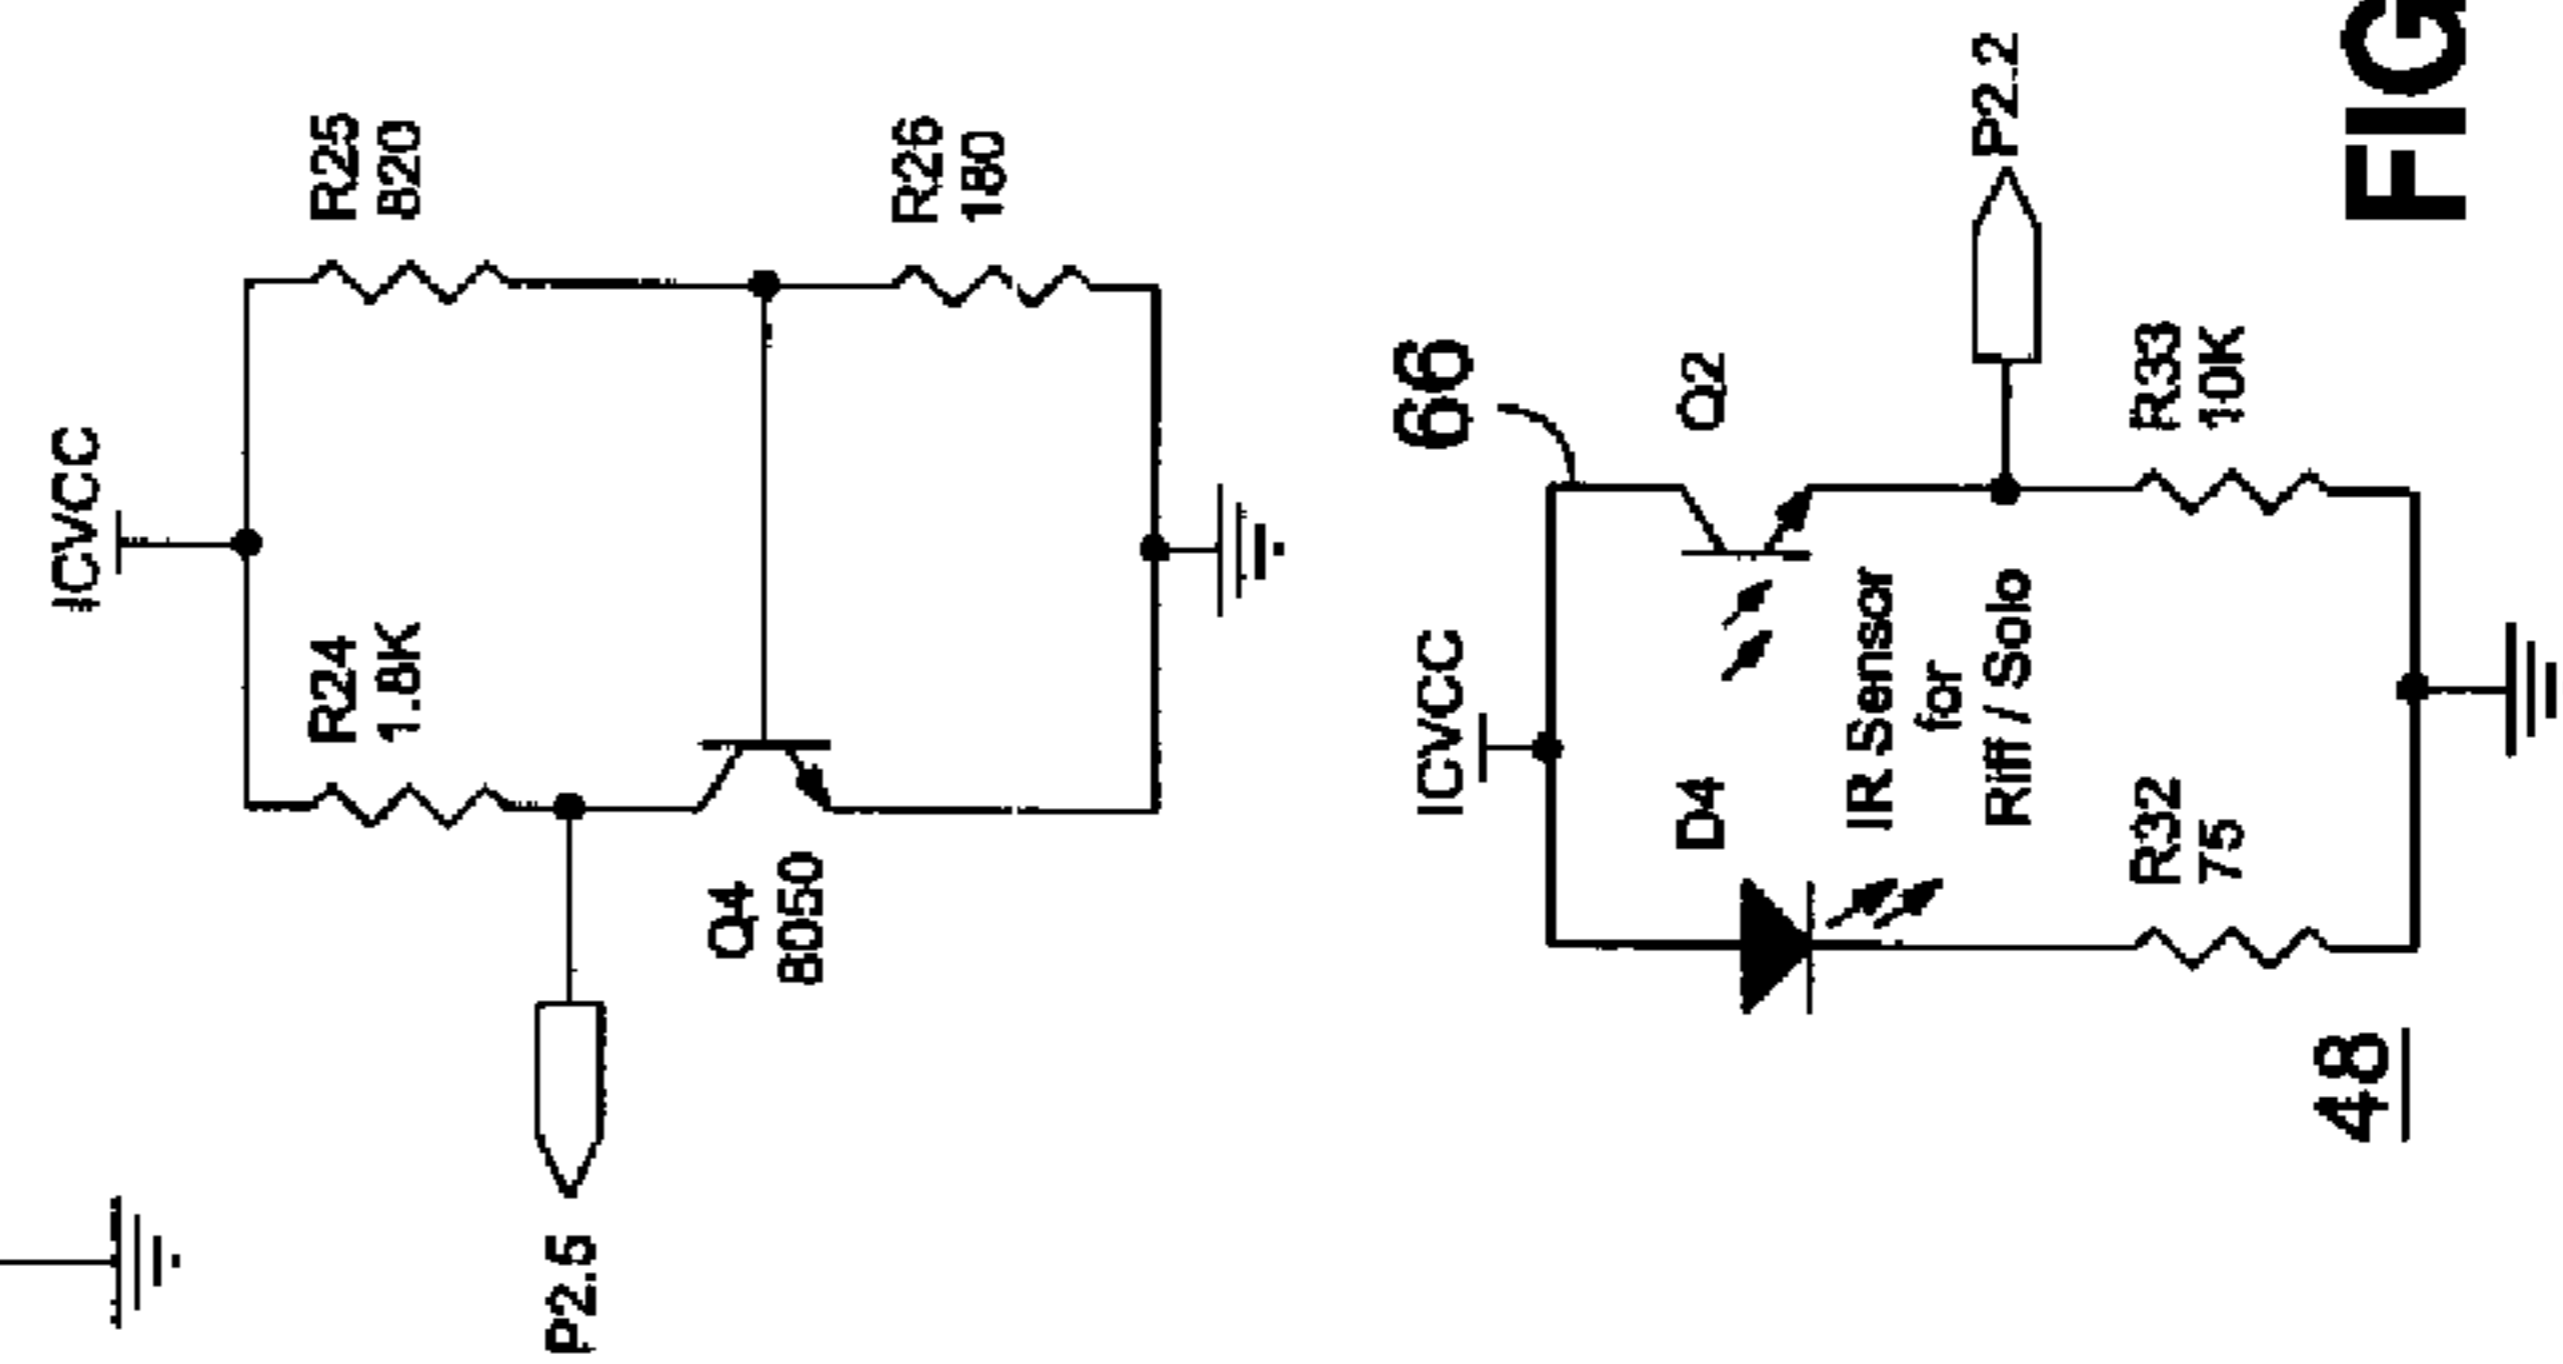 ICVCC
R24
1.8K
R25
820
Q4
8050
R26
180
P2.5
ICVCC
66
D4
Q2
IR Sensor
for
Riff / Solo
P2.2
R32
75
R33
10K
48
FIG